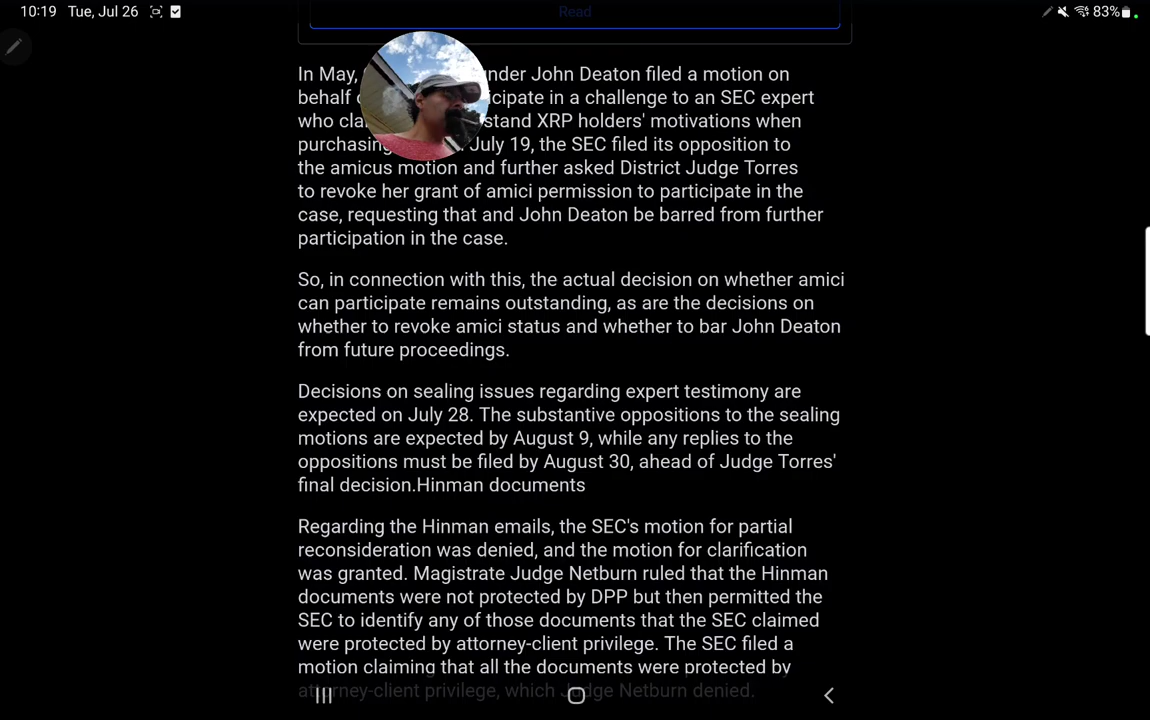 10:19 Tue, Jul 26
83%
Read
In May, nder John Deaton filed a motion on
behalf icipate in a challenge to an SEC expert
who cla stand XRP holders' motivations when
purchasing July 19, the SEC filed its opposition to
the amicus motion and further asked District Judge Torres
to revoke her grant of amici permission to participate in the
case, requesting that and John Deaton be barred from further
participation in the case.
So, in connection with this, the actual decision on whether amici
can participate remains outstanding, as are the decisions on
whether to revoke amici status and whether to bar John Deaton
from future proceedings.
Decisions on sealing issues regarding expert testimony are
expected on July 28. The substantive oppositions to the sealing
motions are expected by August 9, while any replies to the
oppositions must be filed by August 30, ahead of Judge Torres'
final decision.Hinman documents
Regarding the Hinman emails, the SEC's motion for partial
reconsideration was denied, and the motion for clarification
was granted. Magistrate Judge Netburn ruled that the Hinman
documents were not protected by DPP but then permitted the
SEC to identify any of those documents that the SEC claimed
were protected by attorney-client privilege. The SEC filed a
motion claiming that all the documents were protected by
attorney-client privilege, which Judge Netburn denied.